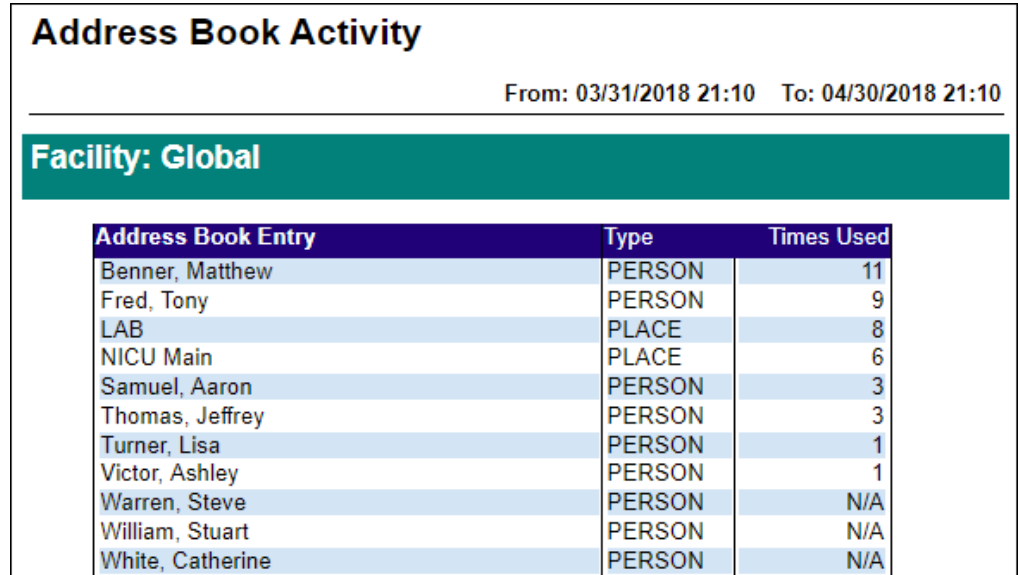 Address Book Activity
From: 03/31/2018 21:10 To: 04/30/2018 21:10
Facility: Global
Address Book Entry Type Times Used
Benner, Matthew PERSON 11
Fred, Tony PERSON 9
LAB PLACE 8
NICU Main PLACE 6
Samuel, Aaron PERSON 3
Thomas, Jeffrey PERSON 3
Turner, Lisa PERSON 1
Victor, Ashley PERSON 1
Warren, Steve PERSON N/A
William, Stuart PERSON N/A
White, Catherine PERSON N/A